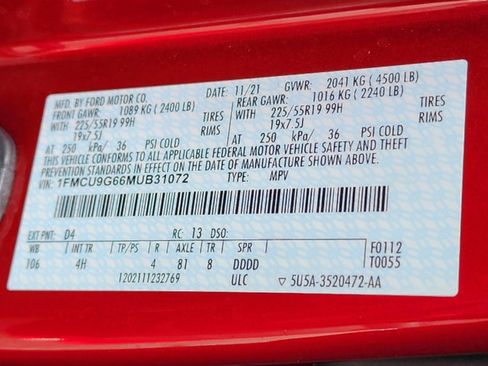 MFD. BY FORD MOTOR CO. DATE: 11/21 GVWR: 2041 KG (4500 LB)
FRONT GAWR: 1089 KG (2400 LB) REAR GAWR: 1016 KG (2240 LB)
WITH 225/55R19 99H TIRES WITH 225/55R19 99H TIRES
19x7.5J RIMS 19x7.5J RIMS
AT 250 kPa/ 36 PSI COLD AT 250 kPa/ 36 PSI COLD
THIS VEHICLE CONFORMS TO ALL APPLICABLE FEDERAL MOTOR VEHICLE SAFETY AND THEFT
PREVENTION STANDARDS IN EFFECT ON THE DATE OF MANUFACTURE SHOWN ABOVE.
VIN: 1FMCU9G66MUB31072 TYPE: MPV
EXT PNT: D4 RC: 13 DSO: F0112
WB INT TR TP/PS R AXLE TR SPR T0055
106 4H 4 81 8 DDDD
1202111232769 ULC 5U5A-3520472-AA